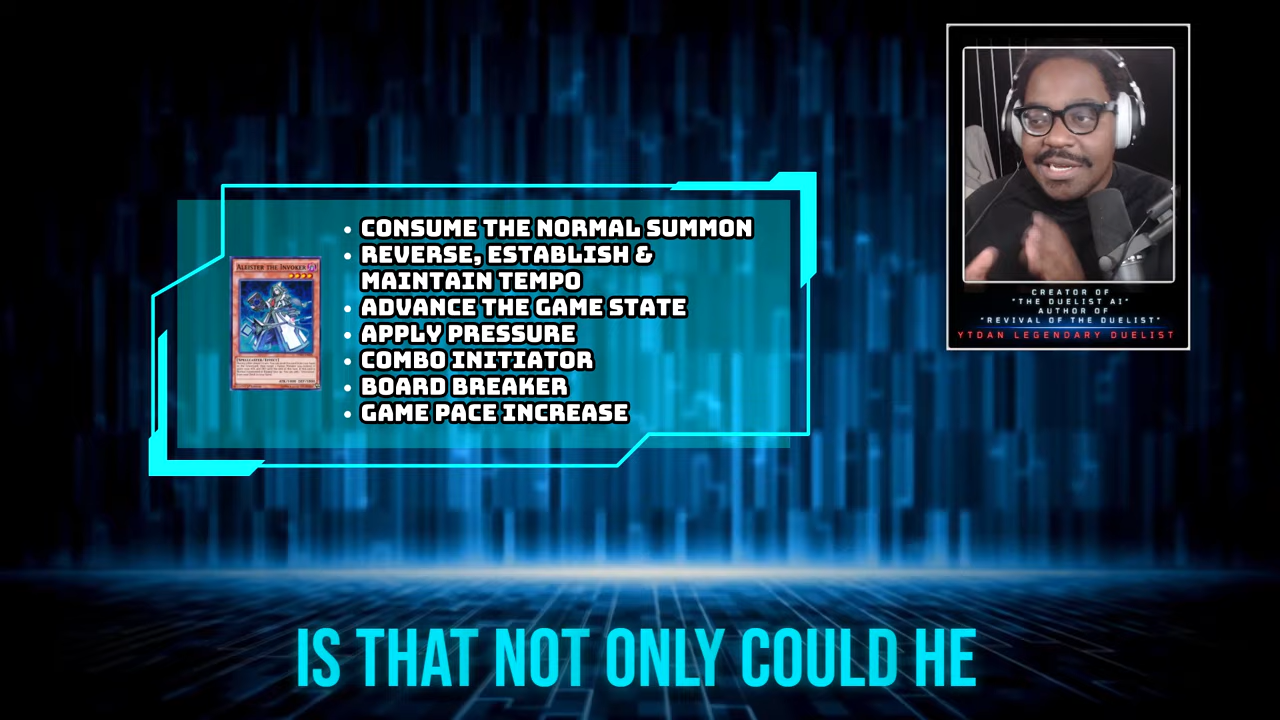 CREATOR OF
"THE DUELIST AI"
AUTHOR OF
"REVIVAL OF THE DUELIST"
YTDAN LEGENDARY DUELIST
• CONSUME THE NORMAL SUMMON
• REVERSE, ESTABLISH &
MAINTAIN TEMPO
• ADVANCE THE GAME STATE
• APPLY PRESSURE
• COMBO INITIATOR
• BOARD BREAKER
• GAME PACE INCREASE
ALEISTER THE INVOKER
IS THAT NOT ONLY COULD HE